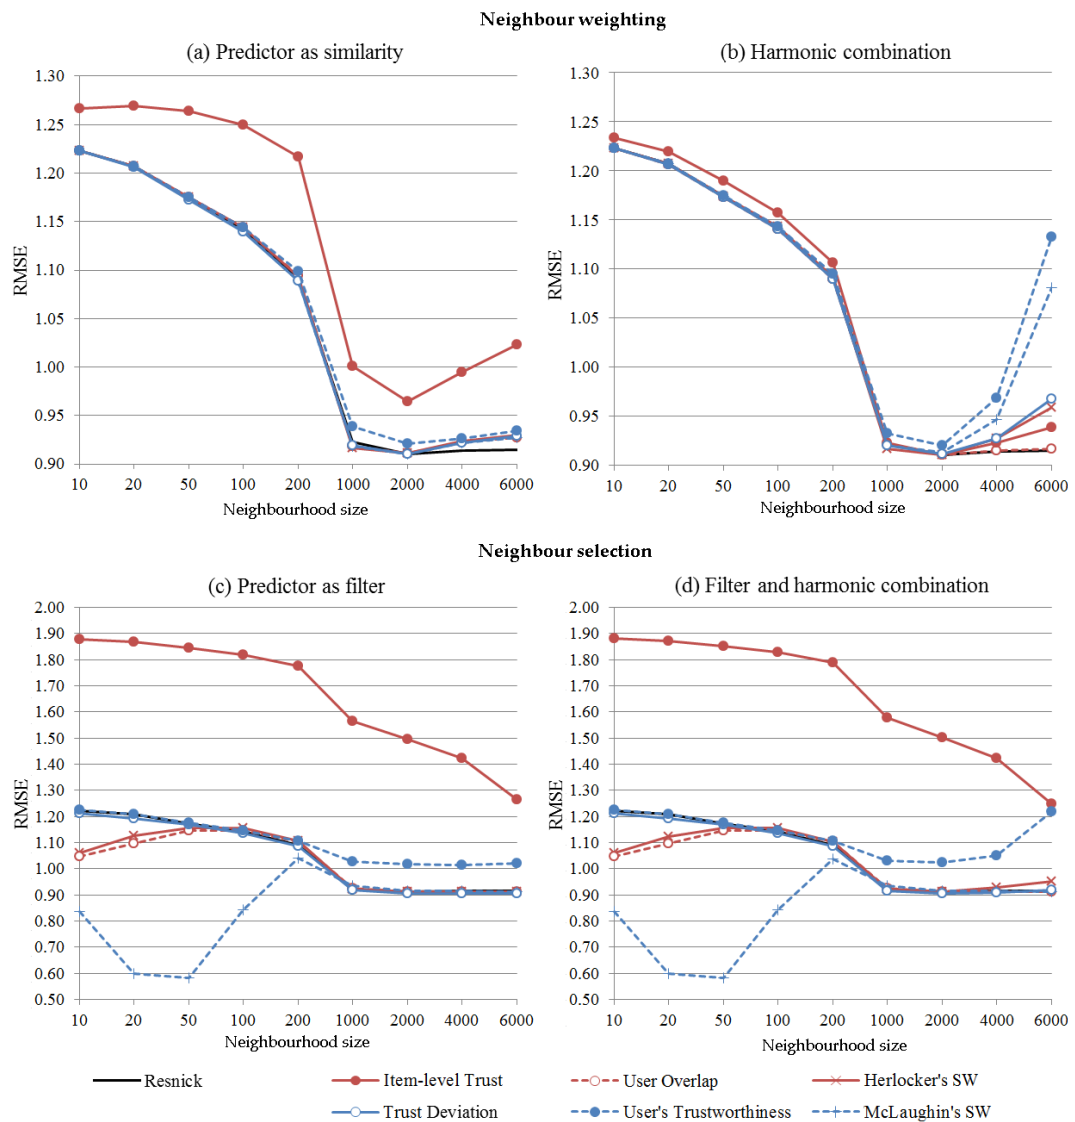 Neighbour weighting
(a) Predictor as similarity
(b) Harmonic combination
RMSE
1.30
1.25
1.20
1.15
1.10
1.05
1.00
0.95
0.90
10 20 50 100 200 1000 2000 4000 6000
Neighbourhood size
RMSE
1.30
1.25
1.20
1.15
1.10
1.05
1.00
0.95
0.90
10 20 50 100 200 1000 2000 4000 6000
Neighbourhood size
Neighbour selection
(c) Predictor as filter
(d) Filter and harmonic combination
RMSE
2.00
1.90
1.80
1.70
1.60
1.50
1.40
1.30
1.20
1.10
1.00
0.90
0.80
0.70
0.60
0.50
10 20 50 100 200 1000 2000 4000 6000
Neighbourhood size
RMSE
2.00
1.90
1.80
1.70
1.60
1.50
1.40
1.30
1.20
1.10
1.00
0.90
0.80
0.70
0.60
0.50
10 20 50 100 200 1000 2000 4000 6000
Neighbourhood size
Resnick
Item-level Trust
User Overlap
Herlocker's SW
Trust Deviation
User's Trustworthiness
McLaughin's SW